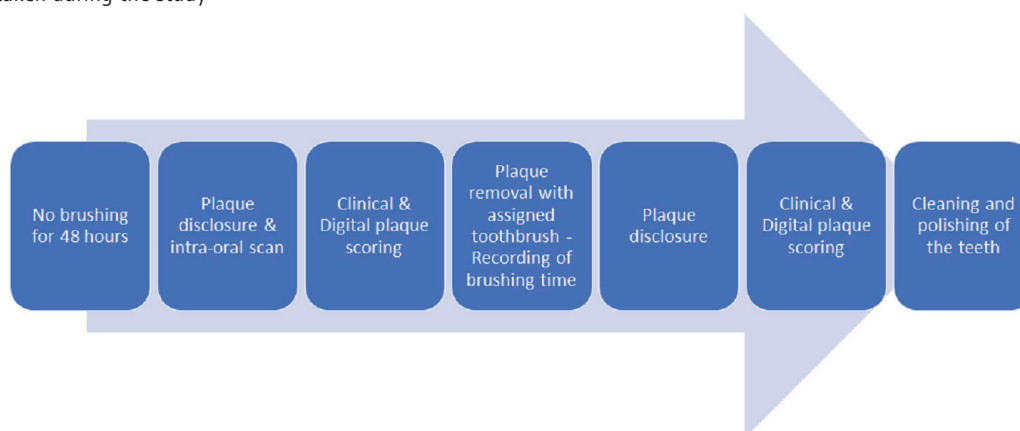 taken during the study
No brushing
for 48 hours
Plaque
disclosure &
intra-oral scan
Clinical &
Digital plaque
scoring
Plaque
removal with
assigned
toothbrush -
Recording of
brushing time
Plaque
disclosure
Clinical &
Digital plaque
scoring
Cleaning and
polishing of
the teeth